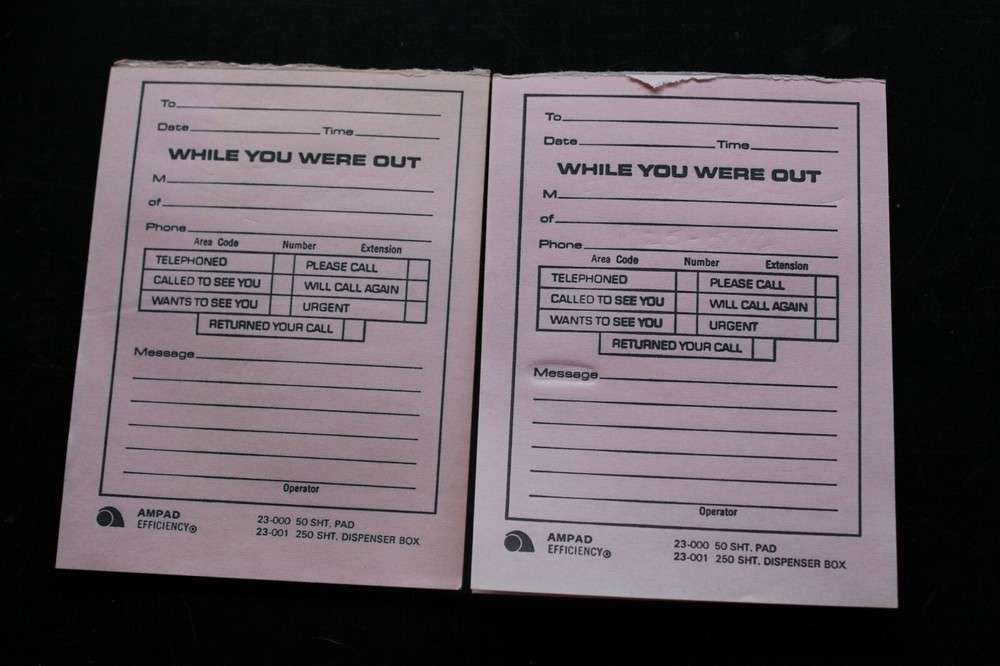 To
Date Time
WHILE YOU WERE OUT
M
of
Phone
Area Code Number Extension
TELEPHONED PLEASE CALL
CALLED TO SEE YOU WILL CALL AGAIN
WANTS TO SEE YOU URGENT
RETURNED YOUR CALL
Message
Operator
AMPAD
EFFICIENCY®
23-000 50 SHT. PAD
23-001 250 SHT. DISPENSER BOX
To
Date Time
WHILE YOU WERE OUT
M
of
Phone
Area Code Number Extension
TELEPHONED PLEASE CALL
CALLED TO SEE YOU WILL CALL AGAIN
WANTS TO SEE YOU URGENT
RETURNED YOUR CALL
Message
Operator
AMPAD
EFFICIENCY®
23-000 50 SHT. PAD
23-001 250 SHT. DISPENSER BOX